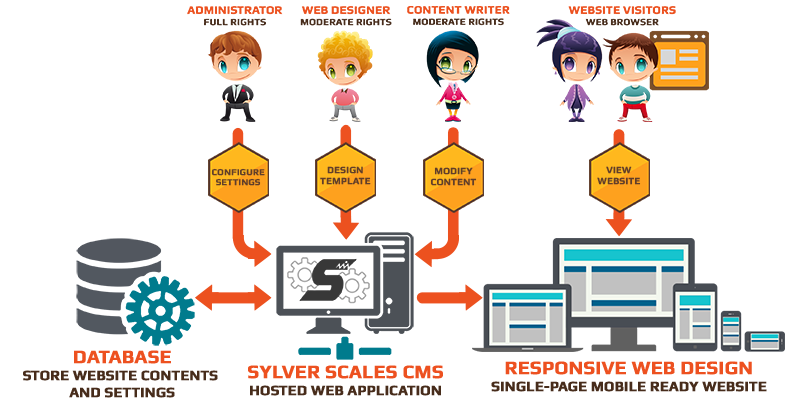 ADMINISTRATOR
FULL RIGHTS
WEB DESIGNER
MODERATE RIGHTS
CONTENT WRITER
MODERATE RIGHTS
WEBSITE VISITORS
WEB BROWSER
CONFIGURE
SETTINGS
DESIGN
TEMPLATE
MODIFY
CONTENT
VIEW
WEBSITE
S
DATABASE
STORE WEBSITE CONTENTS
AND SETTINGS
SYLVER SCALES CMS
HOSTED WEB APPLICATION
RESPONSIVE WEB DESIGN
SINGLE-PAGE MOBILE READY WEBSITE